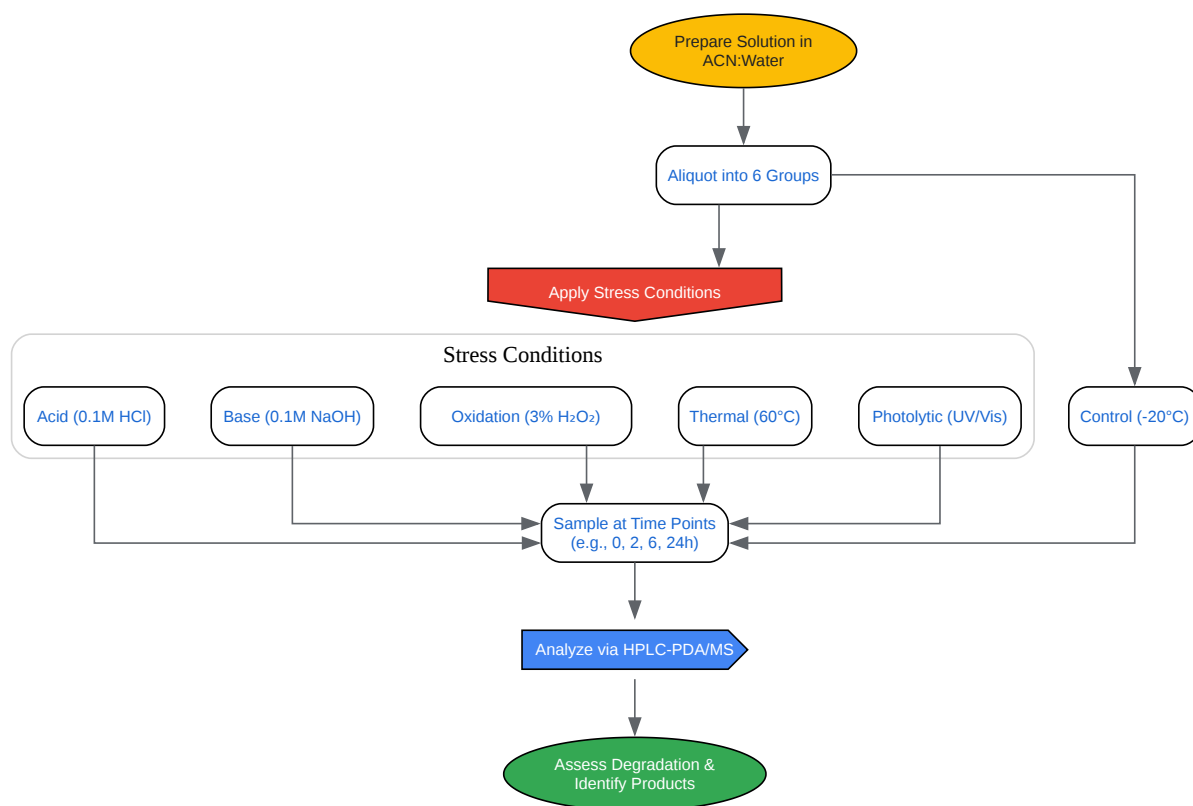 Prepare Solution in
ACN:Water
Aliquot into 6 Groups
Apply Stress Conditions
Stress Conditions
Acid (0.1M HCl)
Base (0.1M NaOH)
Oxidation (3% H₂O₂)
Thermal (60°C)
Photolytic (UV/Vis)
Control (-20°C)
Sample at Time Points
(e.g., 0, 2, 6, 24h)
Analyze via HPLC-PDA/MS
Assess Degradation &
Identify Products